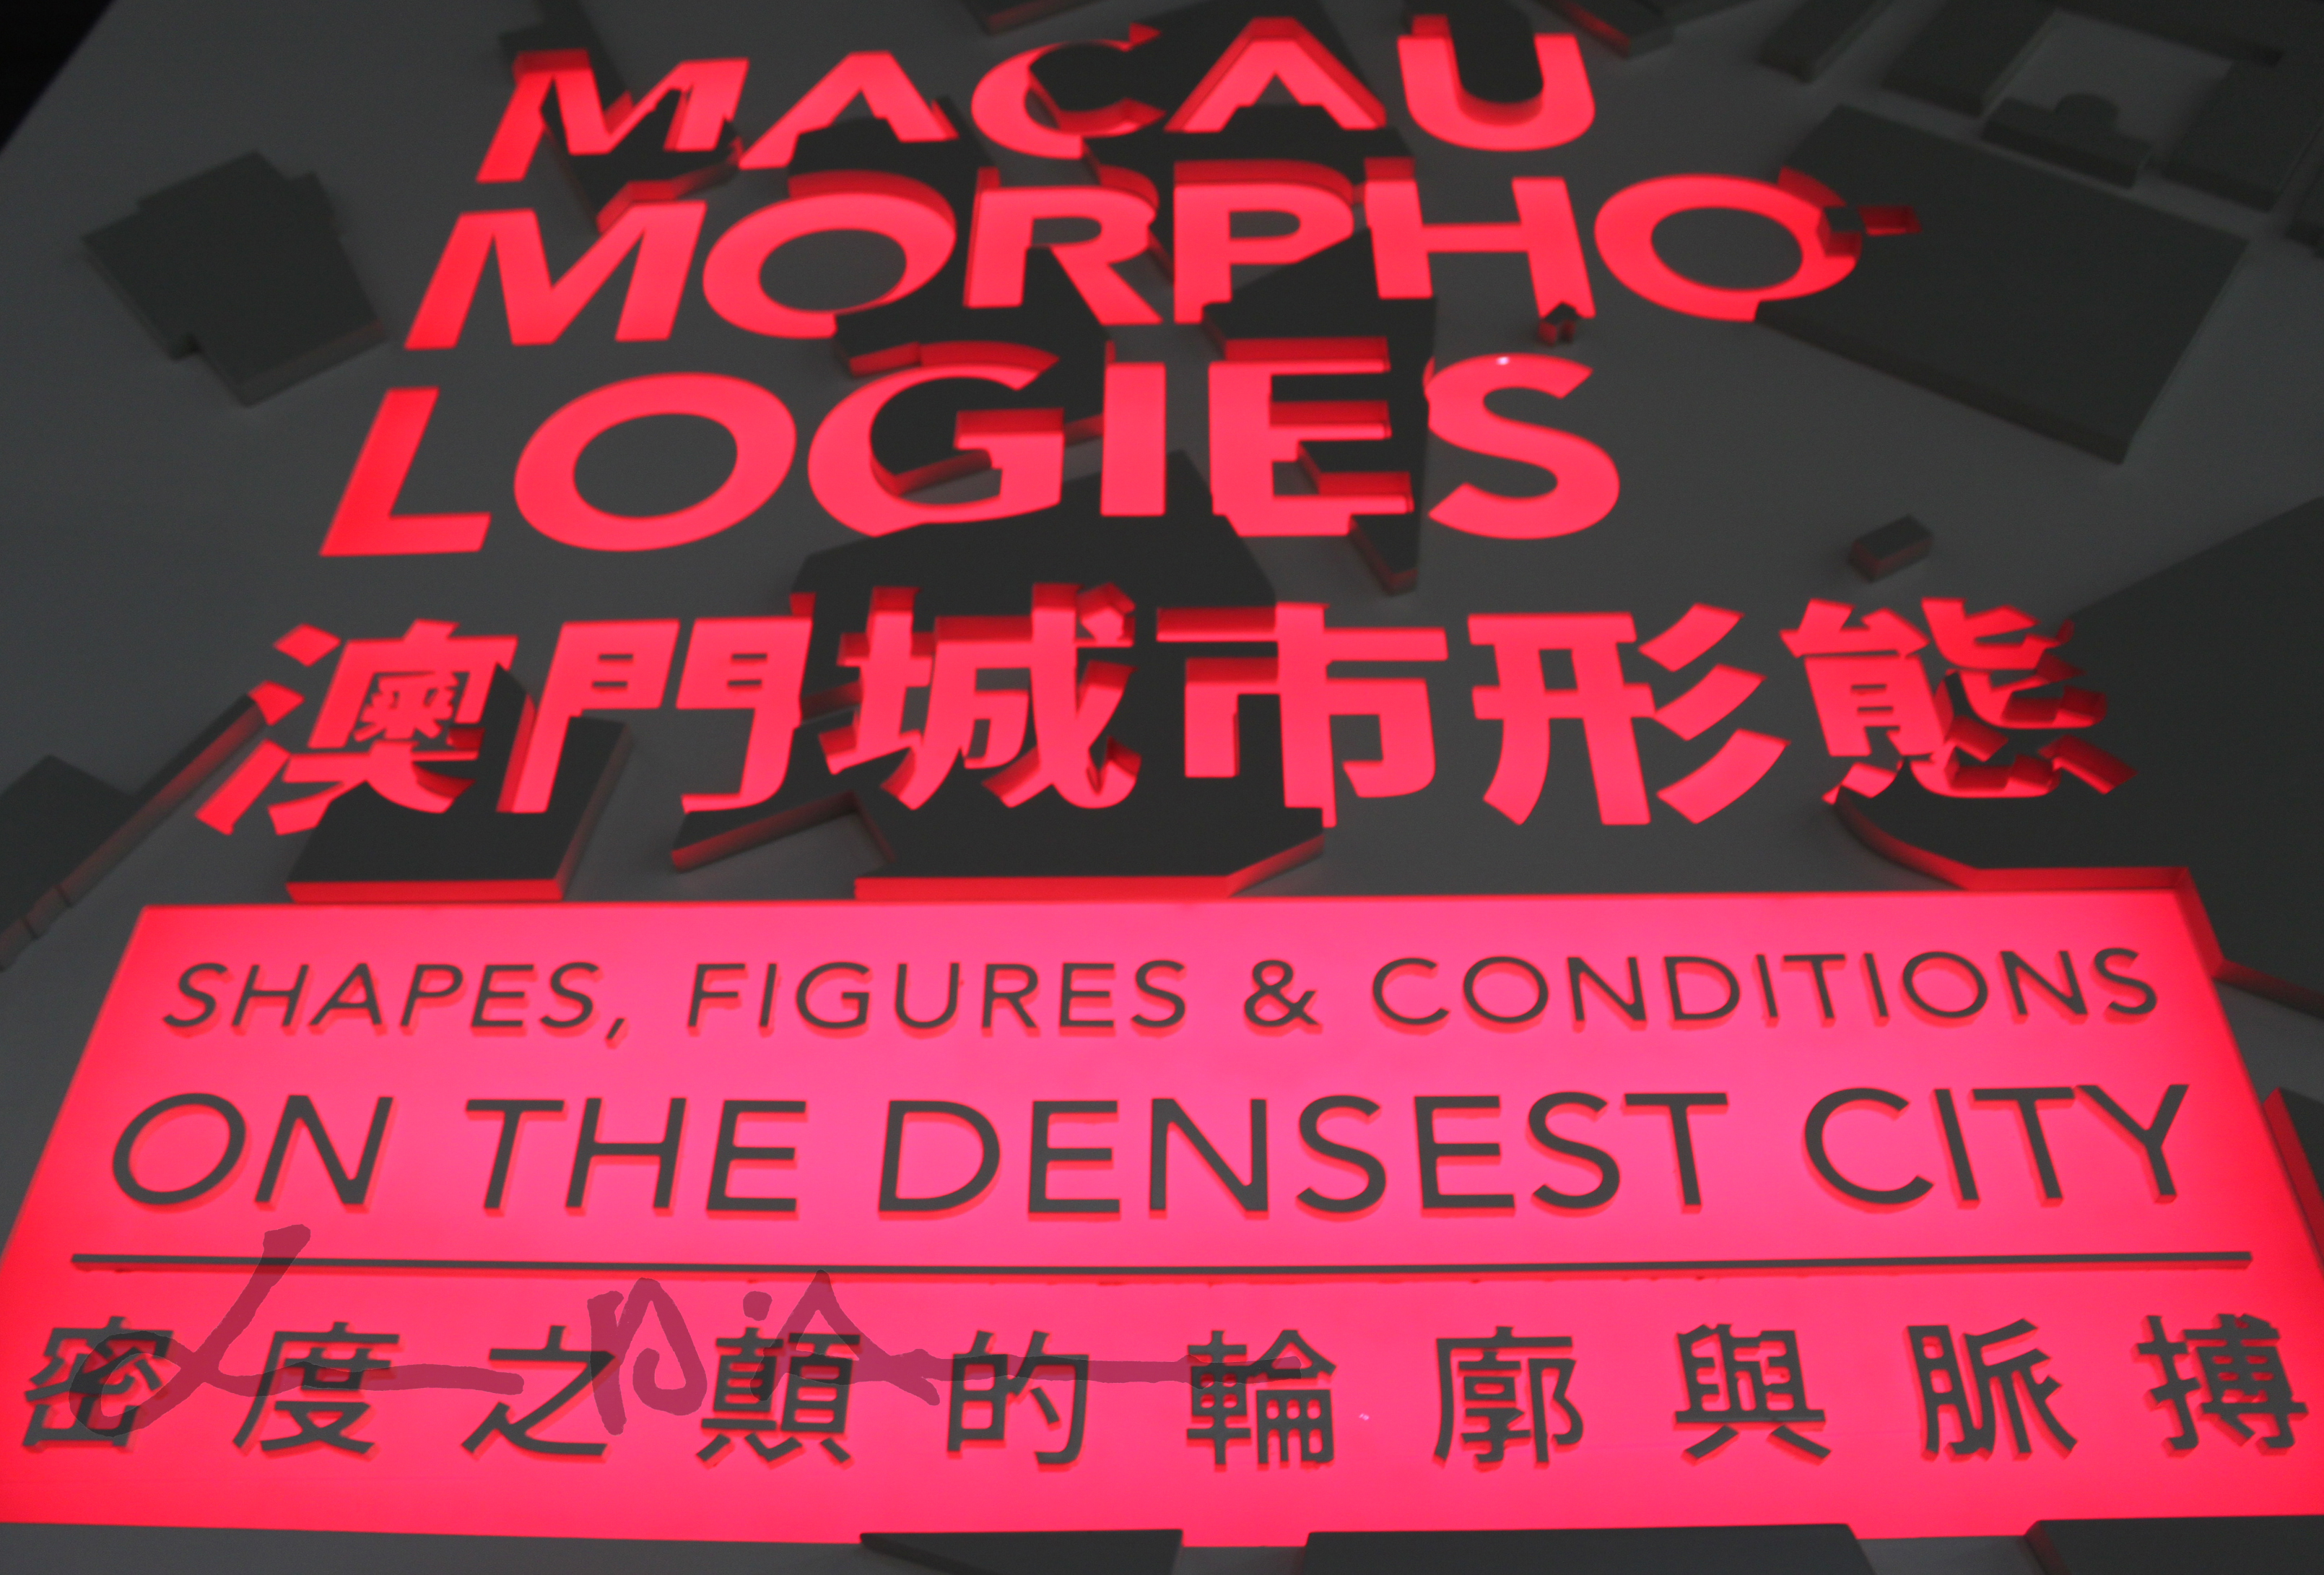 MACAU
MORPHO
LOGIES
澳門城市形態
SHAPES, FIGURES & CONDITIONS
ON THE DENSEST CITY
密度之顛的輪廓與脈搏